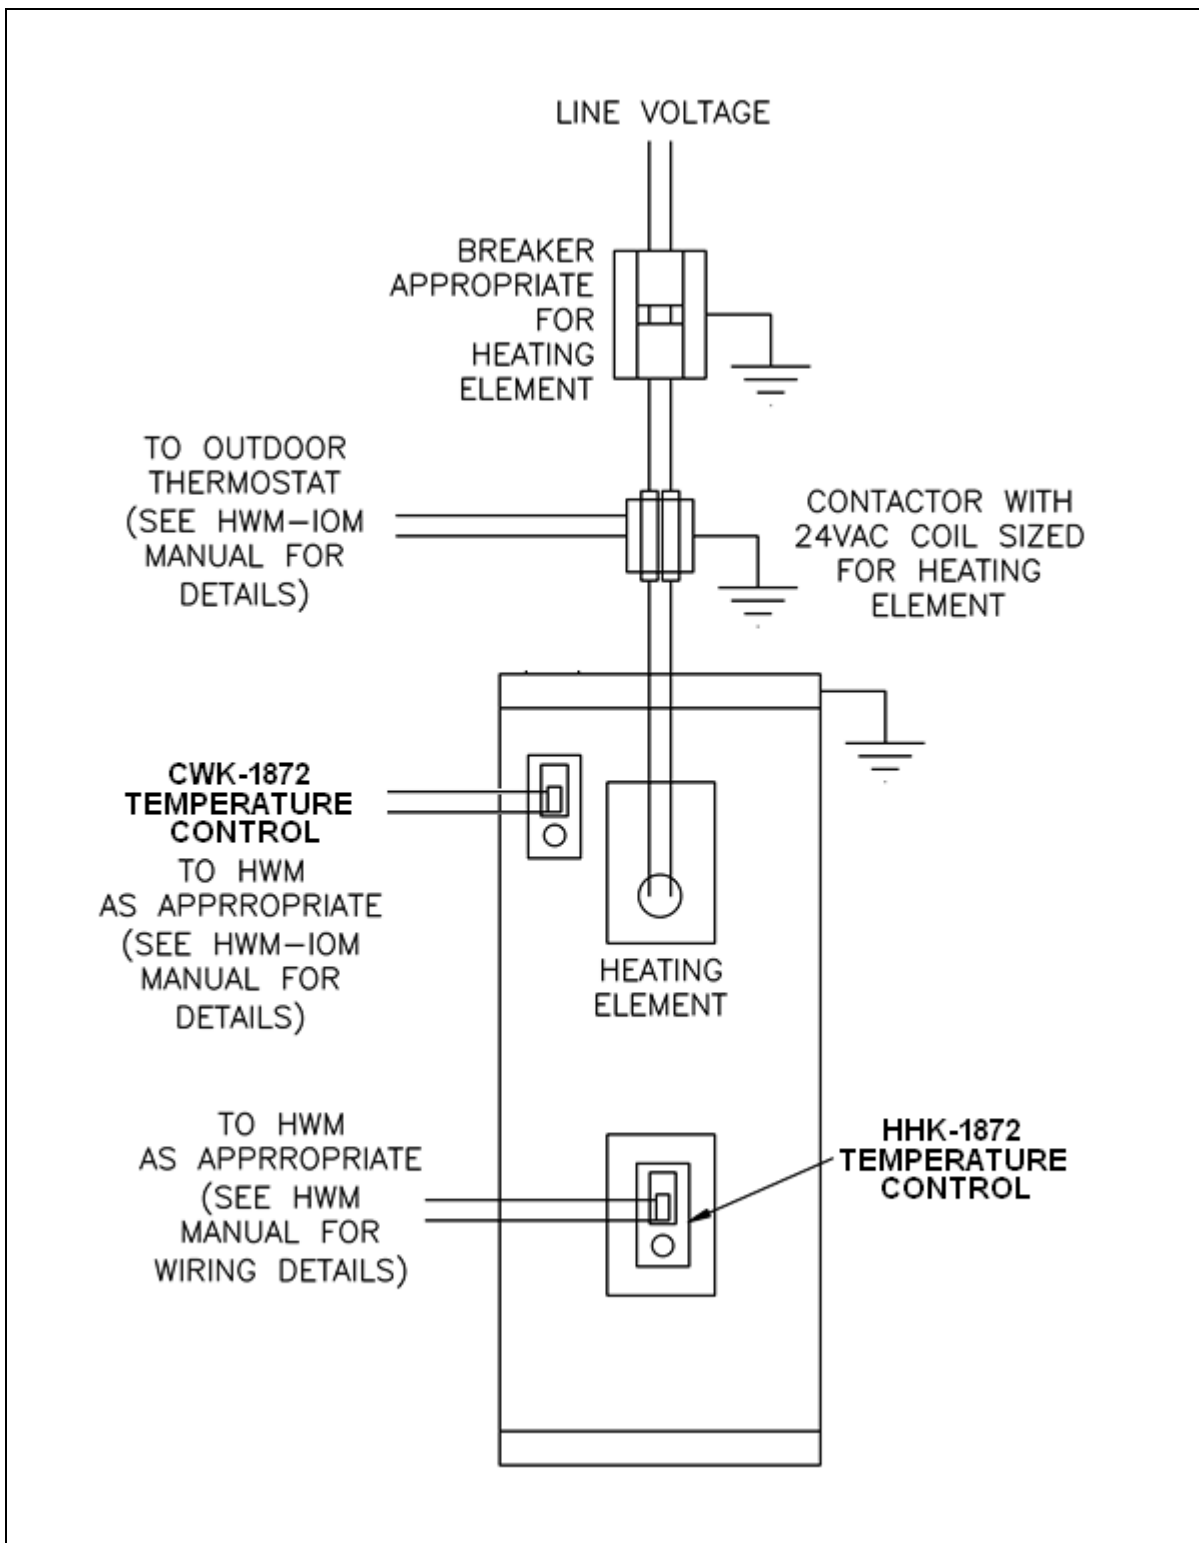 LINE VOLTAGE
BREAKER
APPROPRIATE
FOR
HEATING
ELEMENT
TO OUTDOOR
THERMOSTAT
(SEE HWM-IOM
MANUAL FOR
DETAILS)
CONTACTOR WITH
24VAC COIL SIZED
FOR HEATING
ELEMENT
CWK-1872
TEMPERATURE
CONTROL
TO HWM
AS APPRROPRIATE
(SEE HWM-IOM
MANUAL FOR
DETAILS)
HEATING
ELEMENT
TO HWM
AS APPRROPRIATE
(SEE HWM
MANUAL FOR
WIRING DETAILS)
HHK-1872
TEMPERATURE
CONTROL